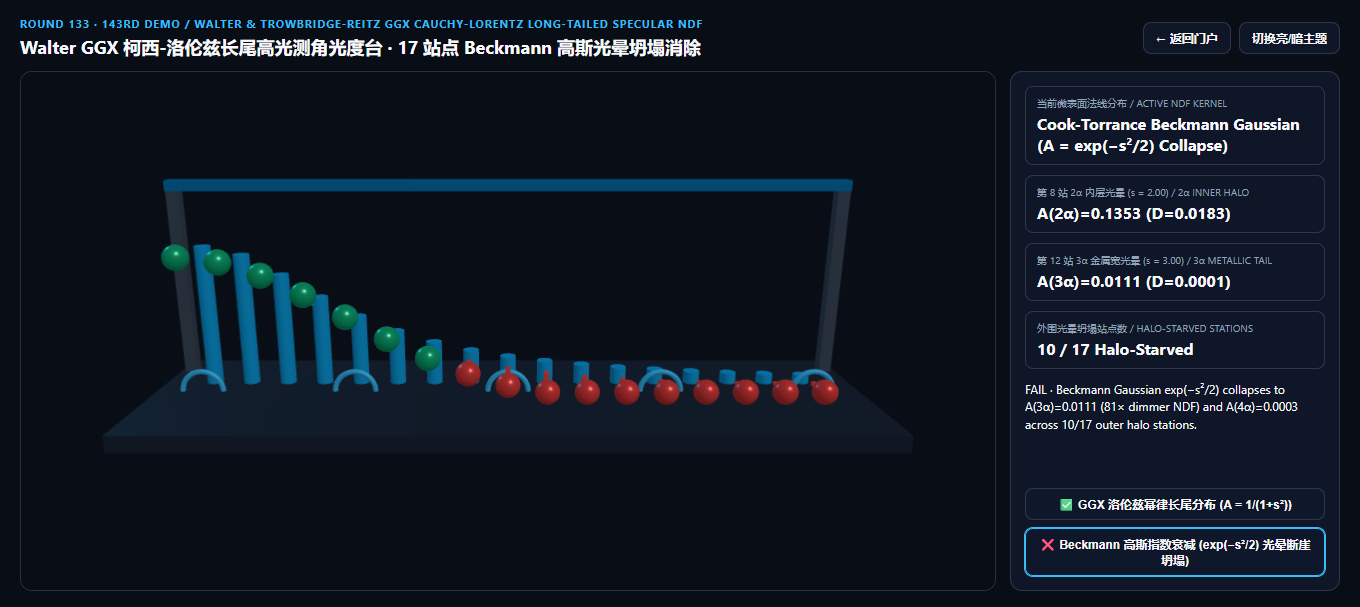 ROUND 133 · 143RD DEMO / WALTER & TROWBRIDGE-REITZ GGX CAUCHY-LORENTZ LONG-TAILED SPECULAR NDF
Walter GGX 柯西-洛伦兹长尾高光测角光度台 · 17 站点 Beckmann 高斯光晕坍塌消除
← 返回门户
切换亮/暗主题
当前微表面法线分布 / ACTIVE NDF KERNEL
Cook-Torrance Beckmann Gaussian
(A = exp(−s²/2) Collapse)
第 8 站 2α 内层光晕 (s = 2.00) / 2α INNER HALO
A(2α)=0.1353 (D=0.0183)
第 12 站 3α 金属宽光晕 (s = 3.00) / 3α METALLIC TAIL
A(3α)=0.0111 (D=0.0001)
外围光晕坍塌站点数 / HALO-STARVED STATIONS
10 / 17 Halo-Starved
FAIL · Beckmann Gaussian exp(−s²/2) collapses to
A(3α)=0.0111 (81× dimmer NDF) and A(4α)=0.0003
across 10/17 outer halo stations.
✅ GGX 洛伦兹幂律长尾分布 (A = 1/(1+s²))
❌ Beckmann 高斯指数衰减 (exp(−s²/2) 光晕断崖
坍塌)